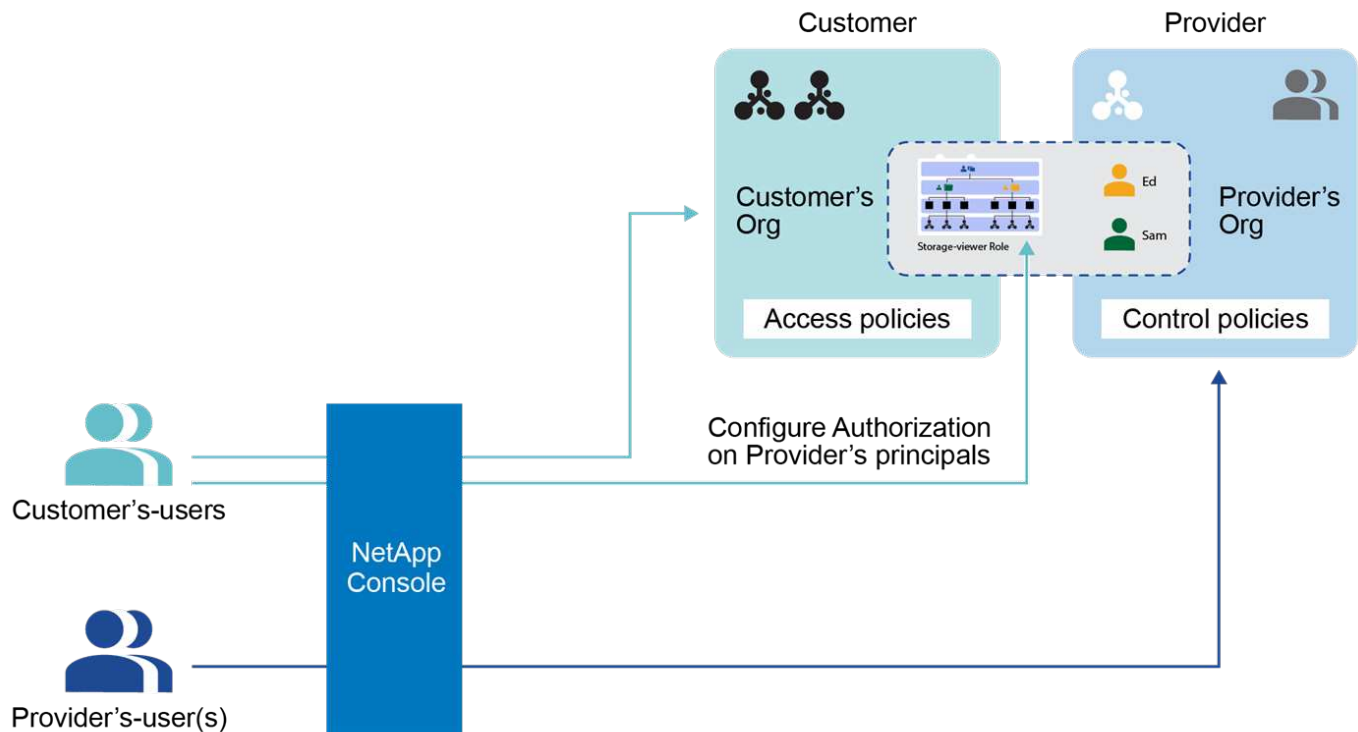 Customer
Provider
Customer's
Org
Storage-viewer Role
Ed
Sam
Provider's
Org
Access policies
Control policies
Configure Authorization
on Provider's principals
Customer's-users
NetApp
Console
Provider's-user(s)